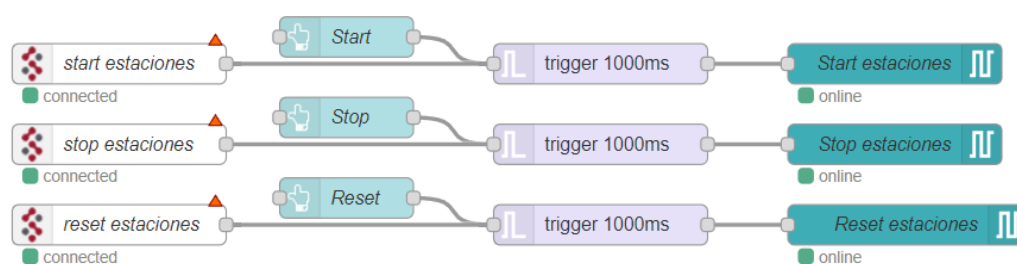 Start
start estaciones
trigger 1000ms
Start estaciones
connected
online
Stop
stop estaciones
trigger 1000ms
Stop estaciones
connected
online
Reset
reset estaciones
trigger 1000ms
Reset estaciones
connected
online